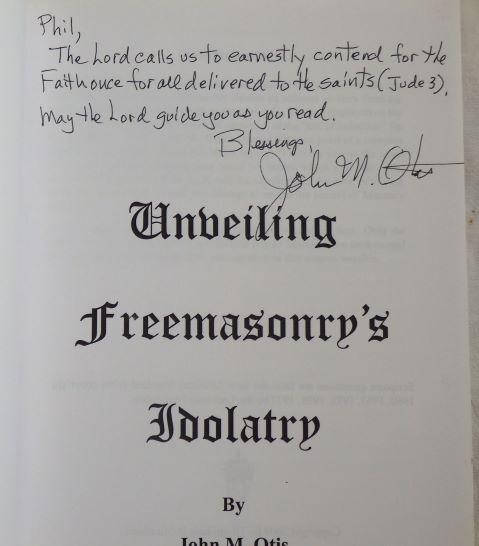 Phil,
The Lord calls us to earnestly contend for the
Faith once for all delivered to the saints (Jude 3).
May the Lord guide you as you read.
Blessings,
John M. Otis
Unveiling
Freemasonry's
Idolatry
By
John M. Otis